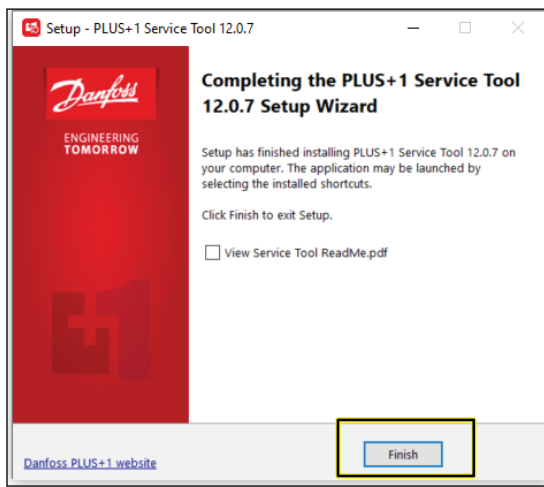 Setup - PLUS+1 Service Tool 12.0.7
Danfoss
ENGINEERING
TOMORROW
Completing the PLUS+1 Service Tool
12.0.7 Setup Wizard
Setup has finished installing PLUS+1 Service Tool 12.0.7 on
your computer. The application may be launched by
selecting the installed shortcuts.
Click Finish to exit Setup.
View Service Tool ReadMe.pdf
+1
Danfoss PLUS+1 website
Finish